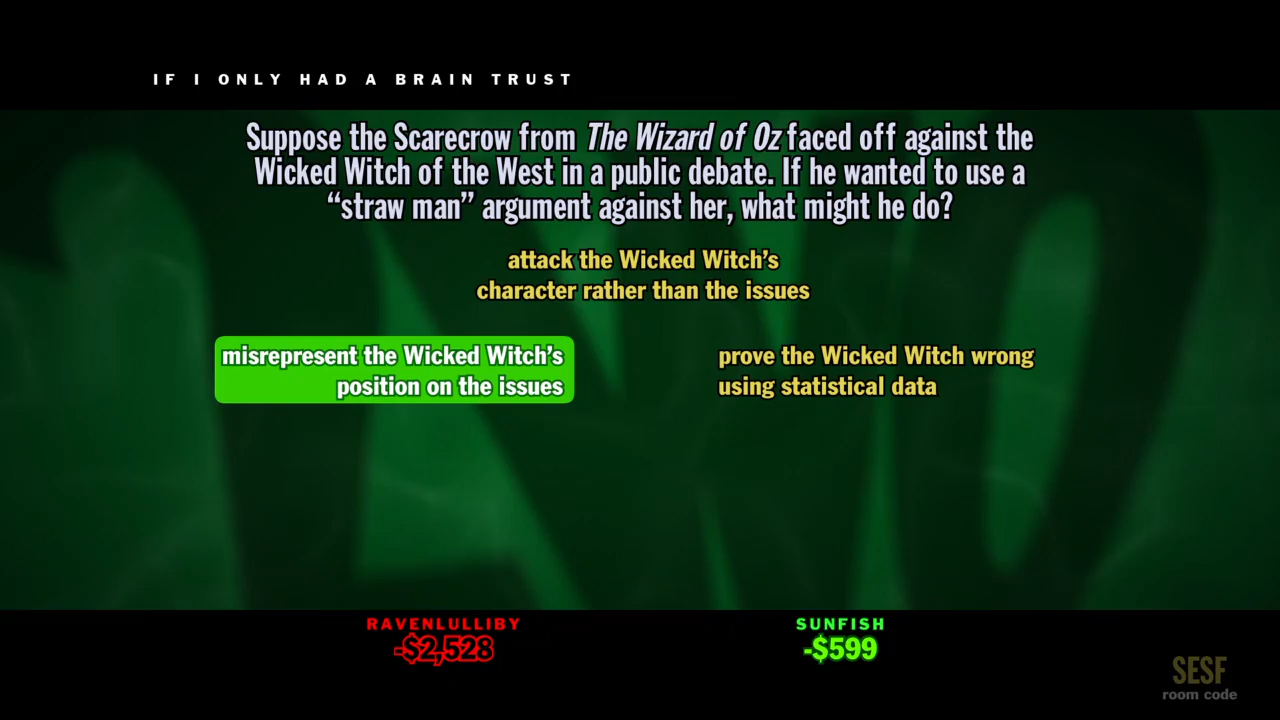 IF I ONLY HAD A BRAIN TRUST
Suppose the Scarecrow from The Wizard of Oz faced off against the
Wicked Witch of the West in a public debate. If he wanted to use a
“straw man” argument against her, what might he do?
attack the Wicked Witch’s
character rather than the issues
misrepresent the Wicked Witch’s
position on the issues
prove the Wicked Witch wrong
using statistical data
RAVENLULLIBY
-$2,528
SUNFISH
-$599
SESF
room code